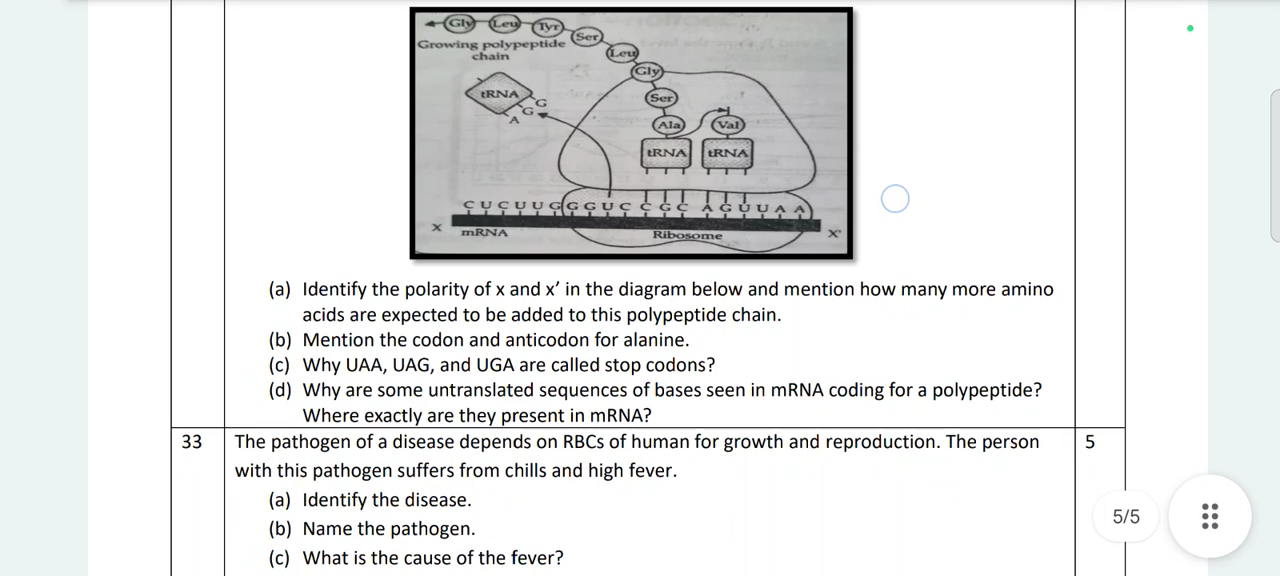 Gly Leu Tyr Ser
Growing polypeptide
chain
Leu
Gly
tRNA
G
G
A
Ser
Ala Val
tRNA tRNA
C U C U U G G G U C C G C A G U U A A
X mRNA Ribosome X'
(a) Identify the polarity of x and x’ in the diagram below and mention how many more amino
acids are expected to be added to this polypeptide chain.
(b) Mention the codon and anticodon for alanine.
(c) Why UAA, UAG, and UGA are called stop codons?
(d) Why are some untranslated sequences of bases seen in mRNA coding for a polypeptide?
Where exactly are they present in mRNA?
33 The pathogen of a disease depends on RBCs of human for growth and reproduction. The person 5
with this pathogen suffers from chills and high fever.
(a) Identify the disease.
(b) Name the pathogen.
5/5
(c) What is the cause of the fever?